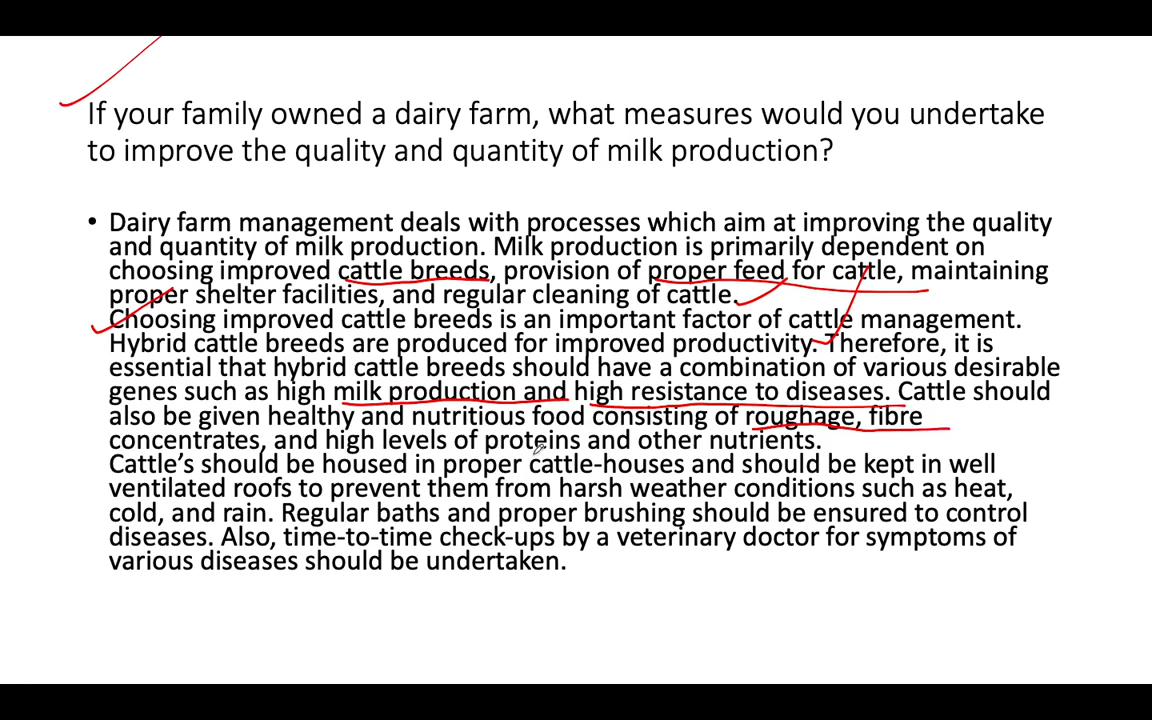 If your family owned a dairy farm, what measures would you undertake
to improve the quality and quantity of milk production?
• Dairy farm management deals with processes which aim at improving the quality
and quantity of milk production. Milk production is primarily dependent on
choosing improved cattle breeds, provision of proper feed for cattle, maintaining
proper shelter facilities, and regular cleaning of cattle.
Choosing improved cattle breeds is an important factor of cattle management.
Hybrid cattle breeds are produced for improved productivity. Therefore, it is
essential that hybrid cattle breeds should have a combination of various desirable
genes such as high milk production and high resistance to diseases. Cattle should
also be given healthy and nutritious food consisting of roughage, fibre
concentrates, and high levels of proteins and other nutrients.
Cattle’s should be housed in proper cattle-houses and should be kept in well
ventilated roofs to prevent them from harsh weather conditions such as heat,
cold, and rain. Regular baths and proper brushing should be ensured to control
diseases. Also, time-to-time check-ups by a veterinary doctor for symptoms of
various diseases should be undertaken.